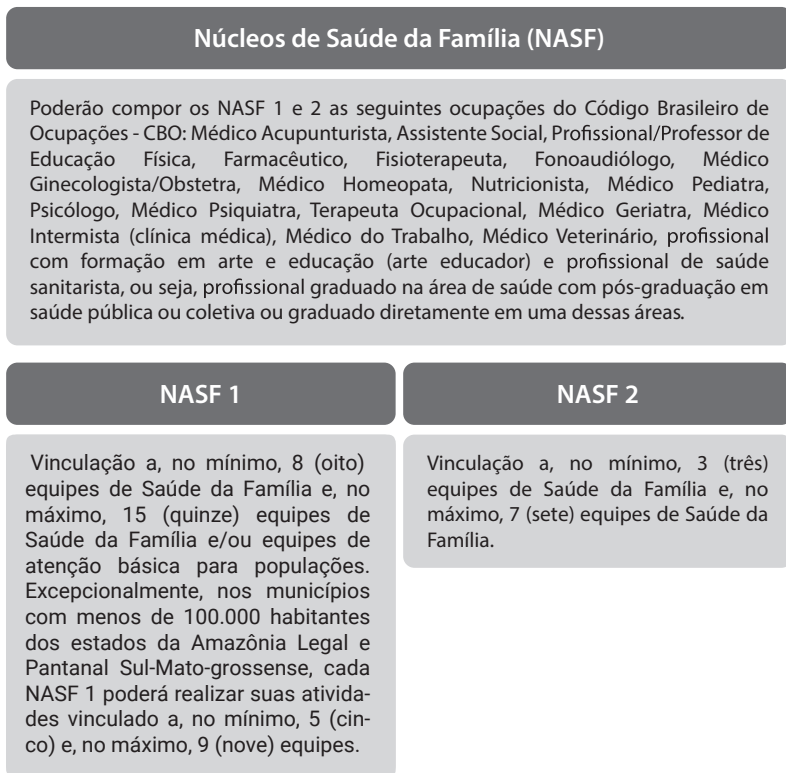 Núcleos de Saúde da Família (NASF)
Poderão compor os NASF 1 e 2 as seguintes ocupações do Código Brasileiro de
Ocupações - CBO: Médico Acupunturista, Assistente Social, Profissional/Professor de
Educação Física, Farmacêutico, Fisioterapeuta, Fonoaudiólogo, Médico
Ginecologista/Obstetra, Médico Homeopata, Nutricionista, Médico Pediatra,
Psicólogo, Médico Psiquiatra, Terapeuta Ocupacional, Médico Geriatra, Médico
Intermista (clínica médica), Médico do Trabalho, Médico Veterinário, profissional
com formação em arte e educação (arte educador) e profissional de saúde
sanitarista, ou seja, profissional graduado na área de saúde com pós-graduação em
saúde pública ou coletiva ou graduado diretamente em uma dessas áreas.
NASF 1
Vinculação a, no mínimo, 8 (oito)
equipes de Saúde da Família e, no
máximo, 15 (quinze) equipes de
Saúde da Família e/ou equipes de
atenção básica para populações.
Excepcionalmente, nos municípios
com menos de 100.000 habitantes
dos estados da Amazônia Legal e
Pantanal Sul-Mato-grossense, cada
NASF 1 poderá realizar suas ativida-
des vinculado a, no mínimo, 5 (cin-
co) e, no máximo, 9 (nove) equipes.
NASF 2
Vinculação a, no mínimo, 3 (três)
equipes de Saúde da Família e, no
máximo, 7 (sete) equipes de Saúde da
Família.